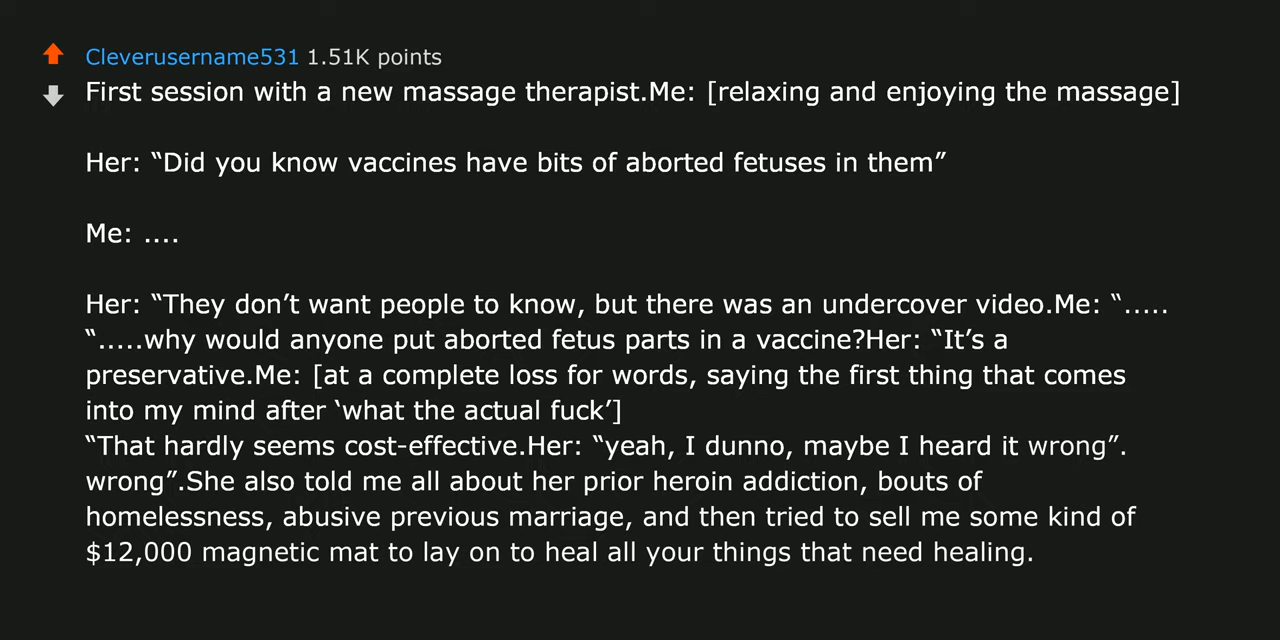 Cleverusername531 1.51K points
First session with a new massage therapist.Me: [relaxing and enjoying the massage]
Her: “Did you know vaccines have bits of aborted fetuses in them”
Me: ....
Her: “They don’t want people to know, but there was an undercover video.Me: “.....
“.....why would anyone put aborted fetus parts in a vaccine?Her: “It’s a
preservative.Me: [at a complete loss for words, saying the first thing that comes
into my mind after ‘what the actual fuck’]
“That hardly seems cost-effective.Her: “yeah, I dunno, maybe I heard it wrong”.
wrong”.She also told me all about her prior heroin addiction, bouts of
homelessness, abusive previous marriage, and then tried to sell me some kind of
$12,000 magnetic mat to lay on to heal all your things that need healing.